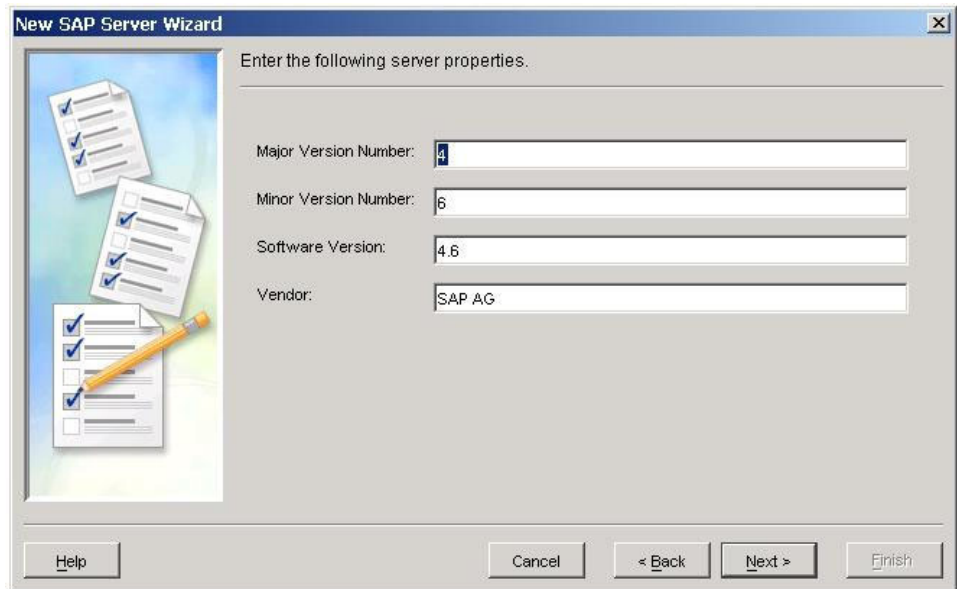 New SAP Server Wizard
Enter the following server properties.
Major Version Number: 4
Minor Version Number: 6
Software Version: 4.6
Vendor: SAP AG
Help Cancel < Back Next > Finish